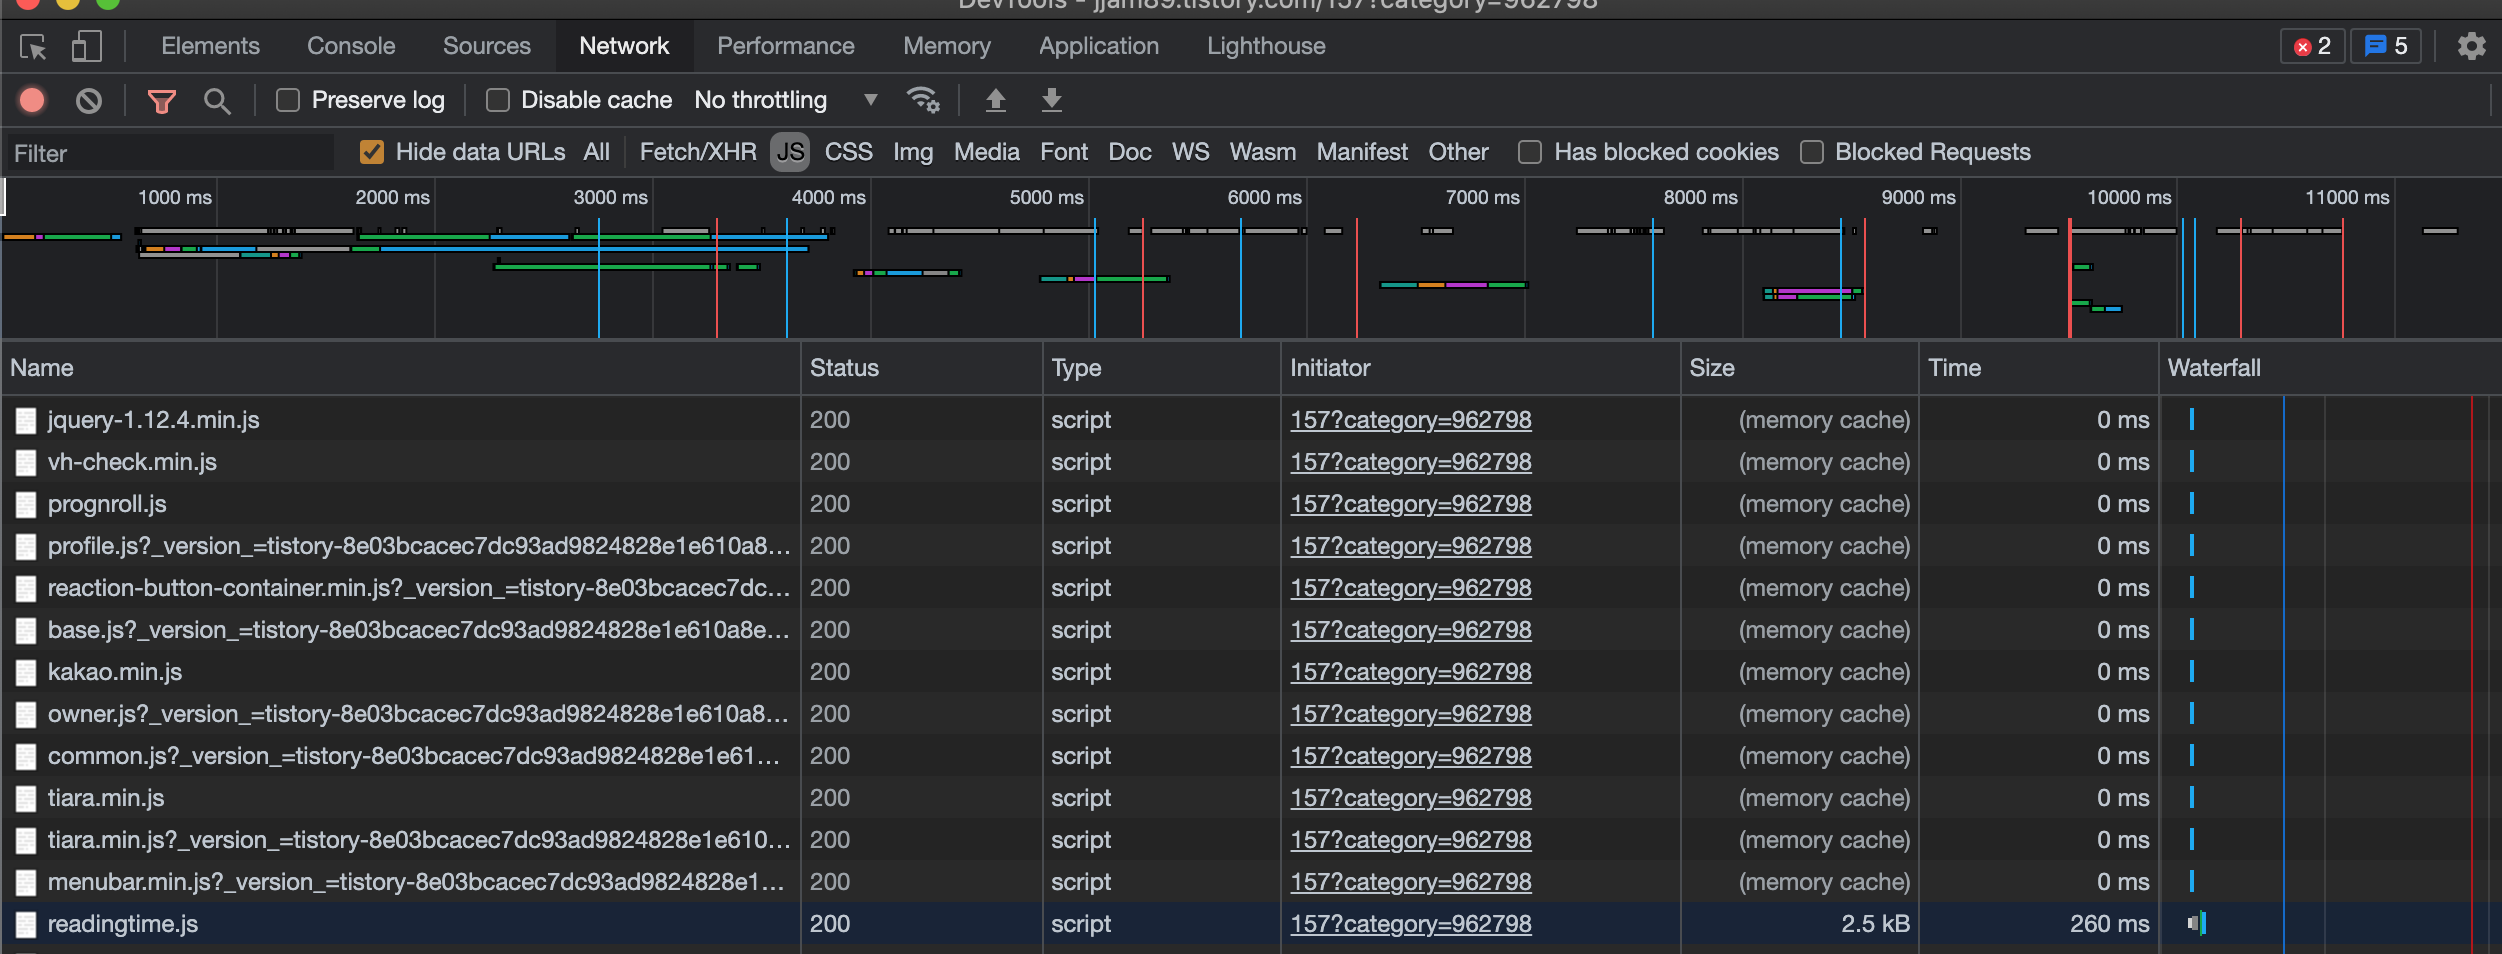 DevTools - jjam89.tistory.com/157?category=962798
Elements Console Sources Network Performance Memory Application Lighthouse 2 5
Preserve log Disable cache No throttling
Filter Hide data URLs All Fetch/XHR JS CSS Img Media Font Doc WS Wasm Manifest Other Has blocked cookies Blocked Requests
1000 ms 2000 ms 3000 ms 4000 ms 5000 ms 6000 ms 7000 ms 8000 ms 9000 ms 10000 ms 11000 ms
Name Status Type Initiator Size Time Waterfall
jquery-1.12.4.min.js 200 script 157?category=962798 (memory cache) 0 ms
vh-check.min.js 200 script 157?category=962798 (memory cache) 0 ms
prognroll.js 200 script 157?category=962798 (memory cache) 0 ms
profile.js?_version_=tistory-8e03bcacec7dc93ad9824828e1e610a8... 200 script 157?category=962798 (memory cache) 0 ms
reaction-button-container.min.js?_version_=tistory-8e03bcacec7dc... 200 script 157?category=962798 (memory cache) 0 ms
base.js?_version_=tistory-8e03bcacec7dc93ad9824828e1e610a8e... 200 script 157?category=962798 (memory cache) 0 ms
kakao.min.js 200 script 157?category=962798 (memory cache) 0 ms
owner.js?_version_=tistory-8e03bcacec7dc93ad9824828e1e610a8... 200 script 157?category=962798 (memory cache) 0 ms
common.js?_version_=tistory-8e03bcacec7dc93ad9824828e1e61... 200 script 157?category=962798 (memory cache) 0 ms
tiara.min.js 200 script 157?category=962798 (memory cache) 0 ms
tiara.min.js?_version_=tistory-8e03bcacec7dc93ad9824828e1e610... 200 script 157?category=962798 (memory cache) 0 ms
menubar.min.js?_version_=tistory-8e03bcacec7dc93ad9824828e1... 200 script 157?category=962798 (memory cache) 0 ms
readingtime.js 200 script 157?category=962798 2.5 kB 260 ms